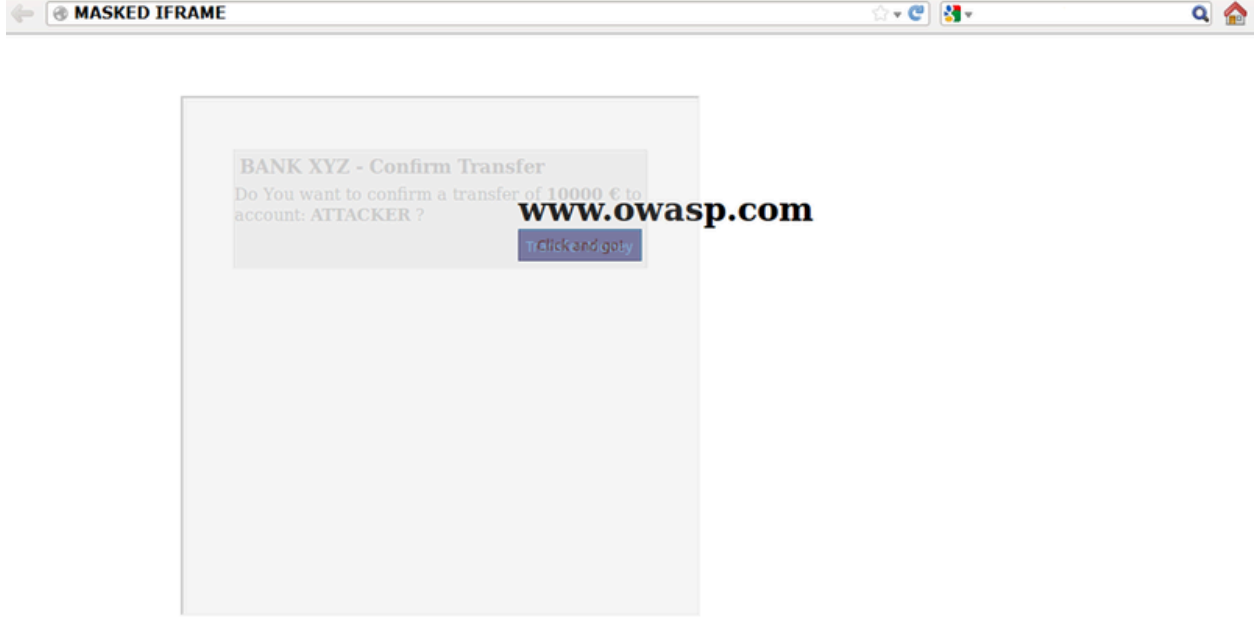 MASKED IFRAME
BANK XYZ - Confirm Transfer
Do You want to confirm a transfer of 10000 € to
account: ATTACKER ?
www.owasp.com
Click and go!